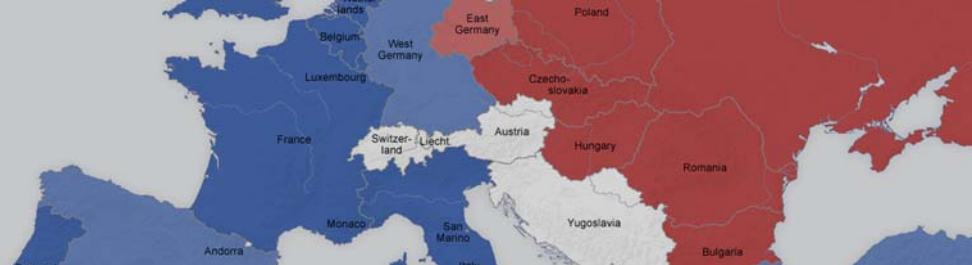 lands
East
Germany
Poland
Belgium
West
Germany
Luxembourg
Czecho-
slovakia
France
Switzer-
land
Liecht.
Austria
Hungary
Romania
Monaco
San
Marino
Yugoslavia
Andorra
Bulgaria